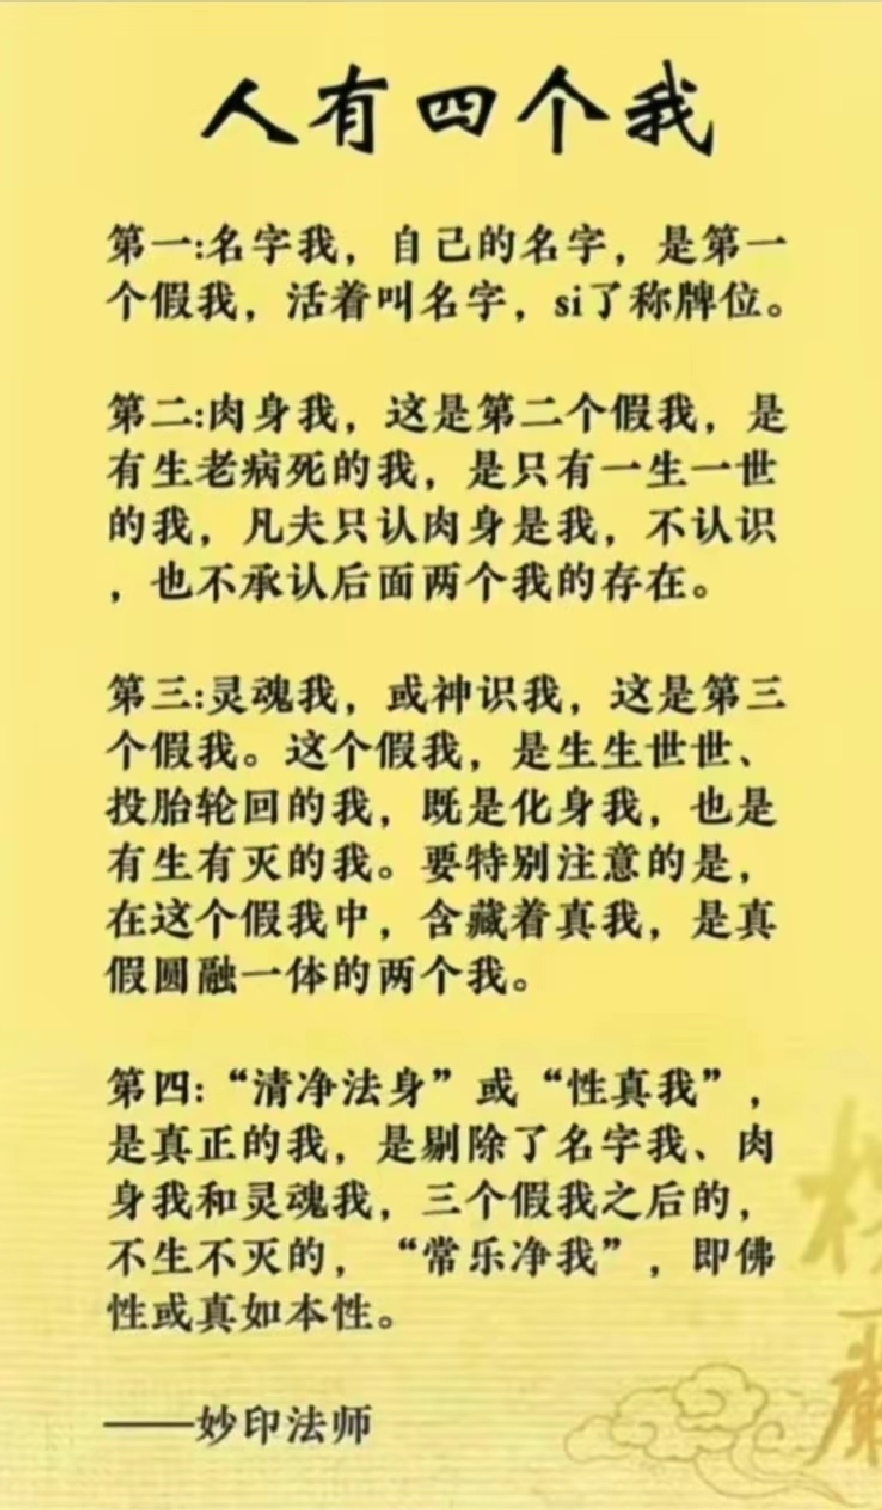 人有四个我
第一:名字我，自己的名字，是第一
个假我，活着叫名字，si了称牌位。
第二:肉身我，这是第二个假我，是
有生老病死的我，是只有一生一世
的我，凡夫只认肉身是我，不认识
，也不承认后面两个我的存在。
第三:灵魂我，或神识我，这是第三
个假我。这个假我，是生生世世、
投胎轮回的我，既是化身我，也是
有生有灭的我。要特别注意的是，
在这个假我中，含藏着真我，是真
假圆融一体的两个我。
第四:“清净法身”或“性真我”，
是真正的我，是剔除了名字我、肉
身我和灵魂我，三个假我之后的，
不生不灭的，“常乐净我”，即佛
性或真如本性。
——妙印法师